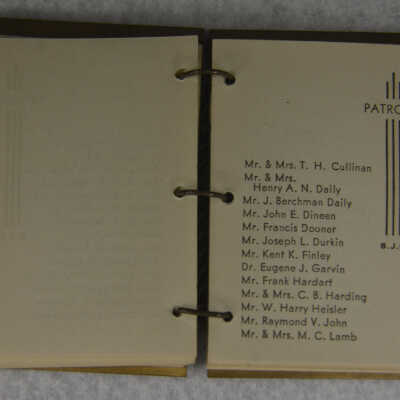 PATRO
Mr. & Mrs. T. H. Cullinan
Mr. & Mrs.
Henry A. N. Daily
Mr. J. Berchman Daily
Mr. John E. Dineen
Mr. Francis Dooner
Mr. Joseph L. Durkin
Mr. Kent K. Finley
Dr. Eugene J. Garvin
Mr. Frank Hardart
Mr. & Mrs. C. B. Harding
Mr. W. Harry Heisler
Mr. Raymond V. John
Mr. & Mrs. M. C. Lamb
B.J.